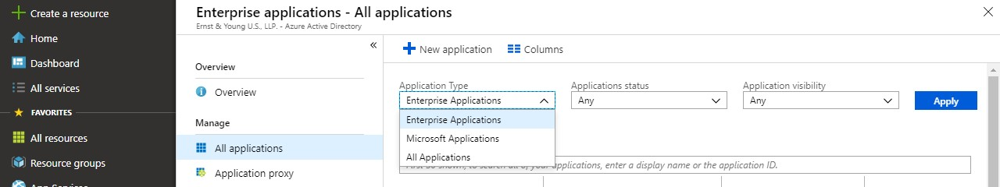 Create a resource
Home
Dashboard
All services
FAVORITES
All resources
Resource groups
App Services
Enterprise applications - All applications
Ernst & Young U.S., LLP. - Azure Active Directory
«
Overview
Overview
Manage
All applications
Application proxy
New application
Columns
Application Type
Enterprise Applications
Enterprise Applications
Microsoft Applications
All Applications
Applications status
Any
Application visibility
Any
Apply
First 50 shown, to search all of your applications, enter a display name or the application ID.